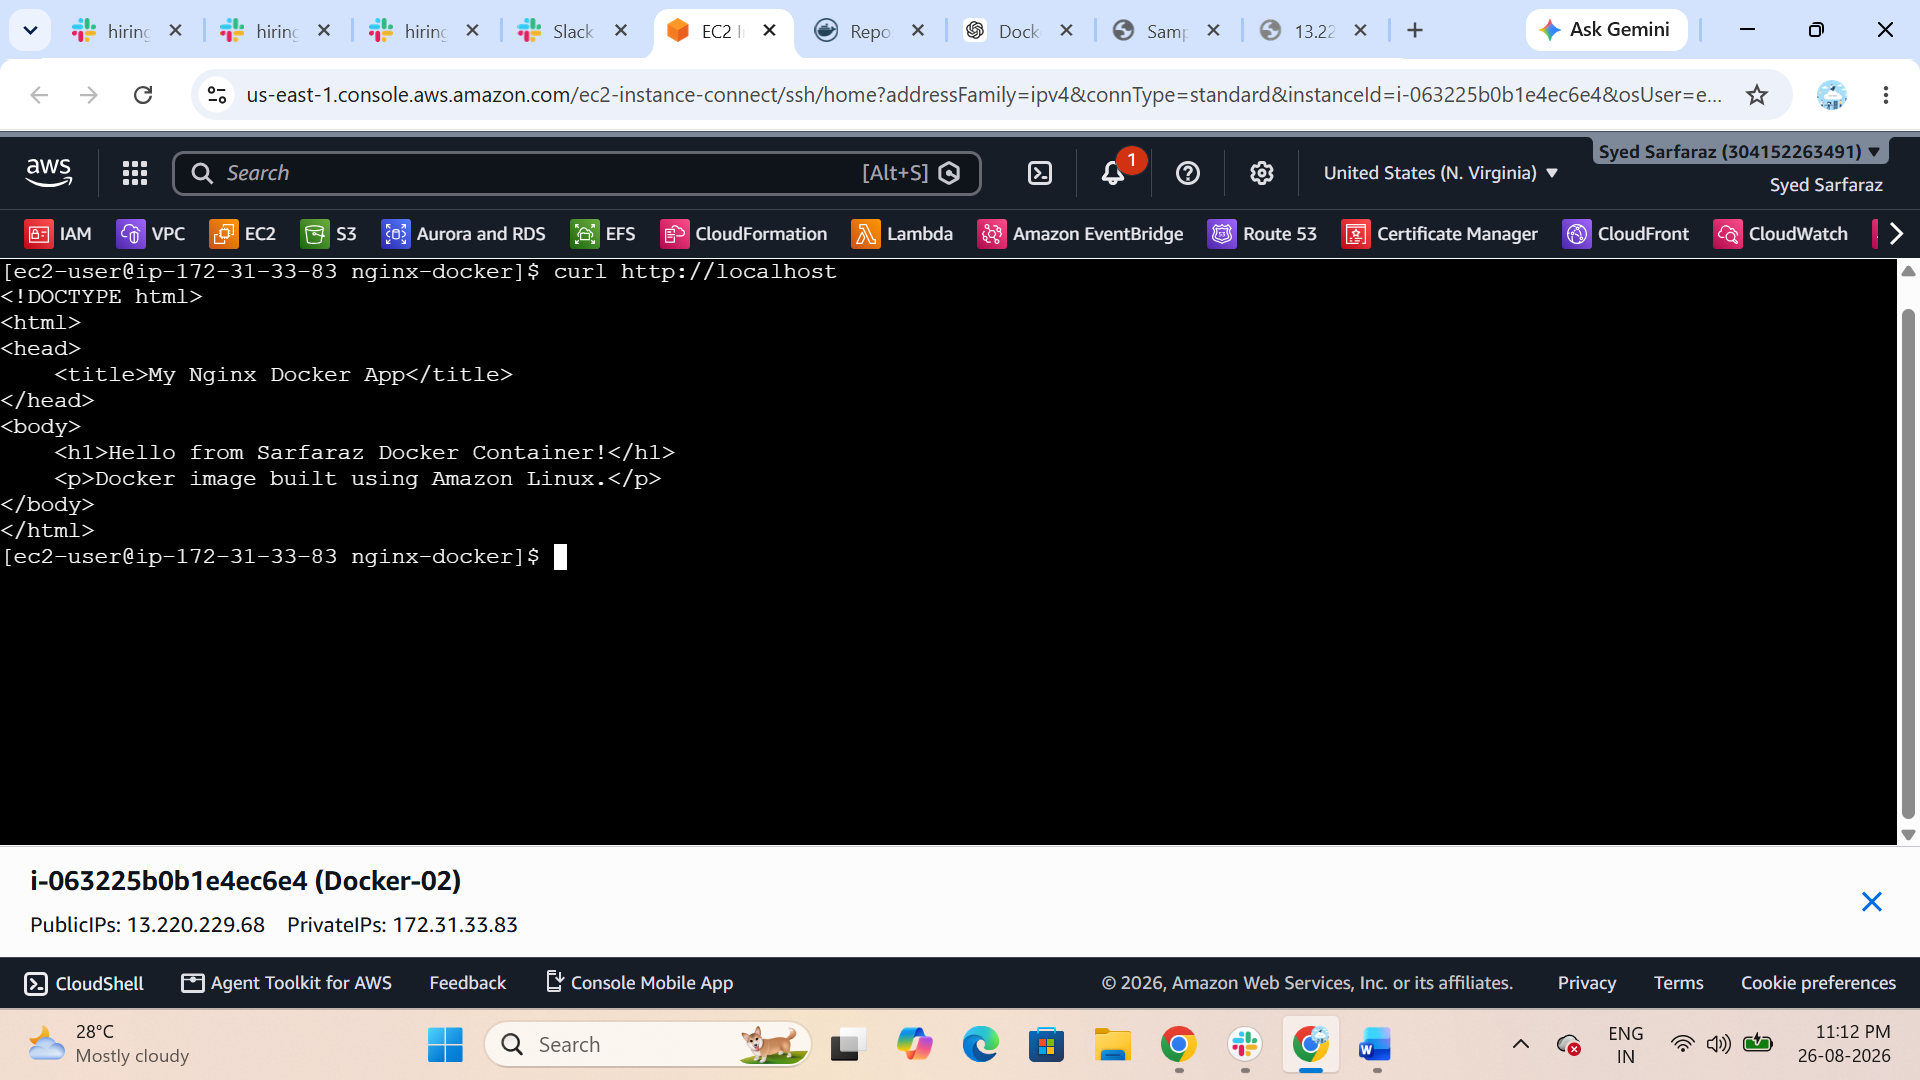 hiring
hiring
hiring
Slack
EC2 I
Repo
Dock
Samp
13.22
Ask Gemini
us-east-1.console.aws.amazon.com/ec2-instance-connect/ssh/home?addressFamily=ipv4&connType=standard&instanceId=i-063225b0b1e4ec6e4&osUser=e...
aws
Search
[Alt+S]
1
United States (N. Virginia)
Syed Sarfaraz (304152263491)
Syed Sarfaraz
IAM
VPC
EC2
S3
Aurora and RDS
EFS
CloudFormation
Lambda
Amazon EventBridge
Route 53
Certificate Manager
CloudFront
CloudWatch
[ec2-user@ip-172-31-33-83 nginx-docker]$ curl http://localhost
<!DOCTYPE html>
<html>
<head>
    <title>My Nginx Docker App</title>
</head>
<body>
    <h1>Hello from Sarfaraz Docker Container!</h1>
    <p>Docker image built using Amazon Linux.</p>
</body>
</html>
[ec2-user@ip-172-31-33-83 nginx-docker]$
i-063225b0b1e4ec6e4 (Docker-02)
PublicIPs: 13.220.229.68    PrivateIPs: 172.31.33.83
CloudShell
Agent Toolkit for AWS
Feedback
Console Mobile App
© 2026, Amazon Web Services, Inc. or its affiliates.
Privacy
Terms
Cookie preferences
28°C
Mostly cloudy
Search
ENG
IN
11:12 PM
26-08-2026